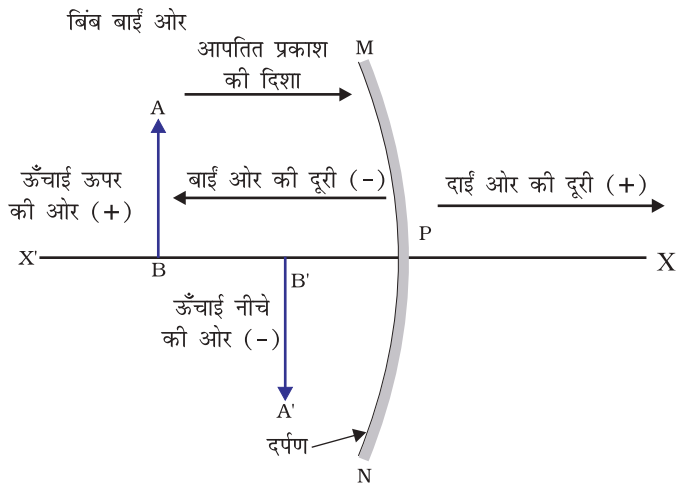 बिंब बाईं ओर
आपतित प्रकाश
की दिशा
M
A
ऊँचाई ऊपर
की ओर (+)
बाईं ओर की दूरी (–)
दाईं ओर की दूरी (+)
P
X'
B
B'
X
ऊँचाई नीचे
की ओर (–)
A'
दर्पण
N